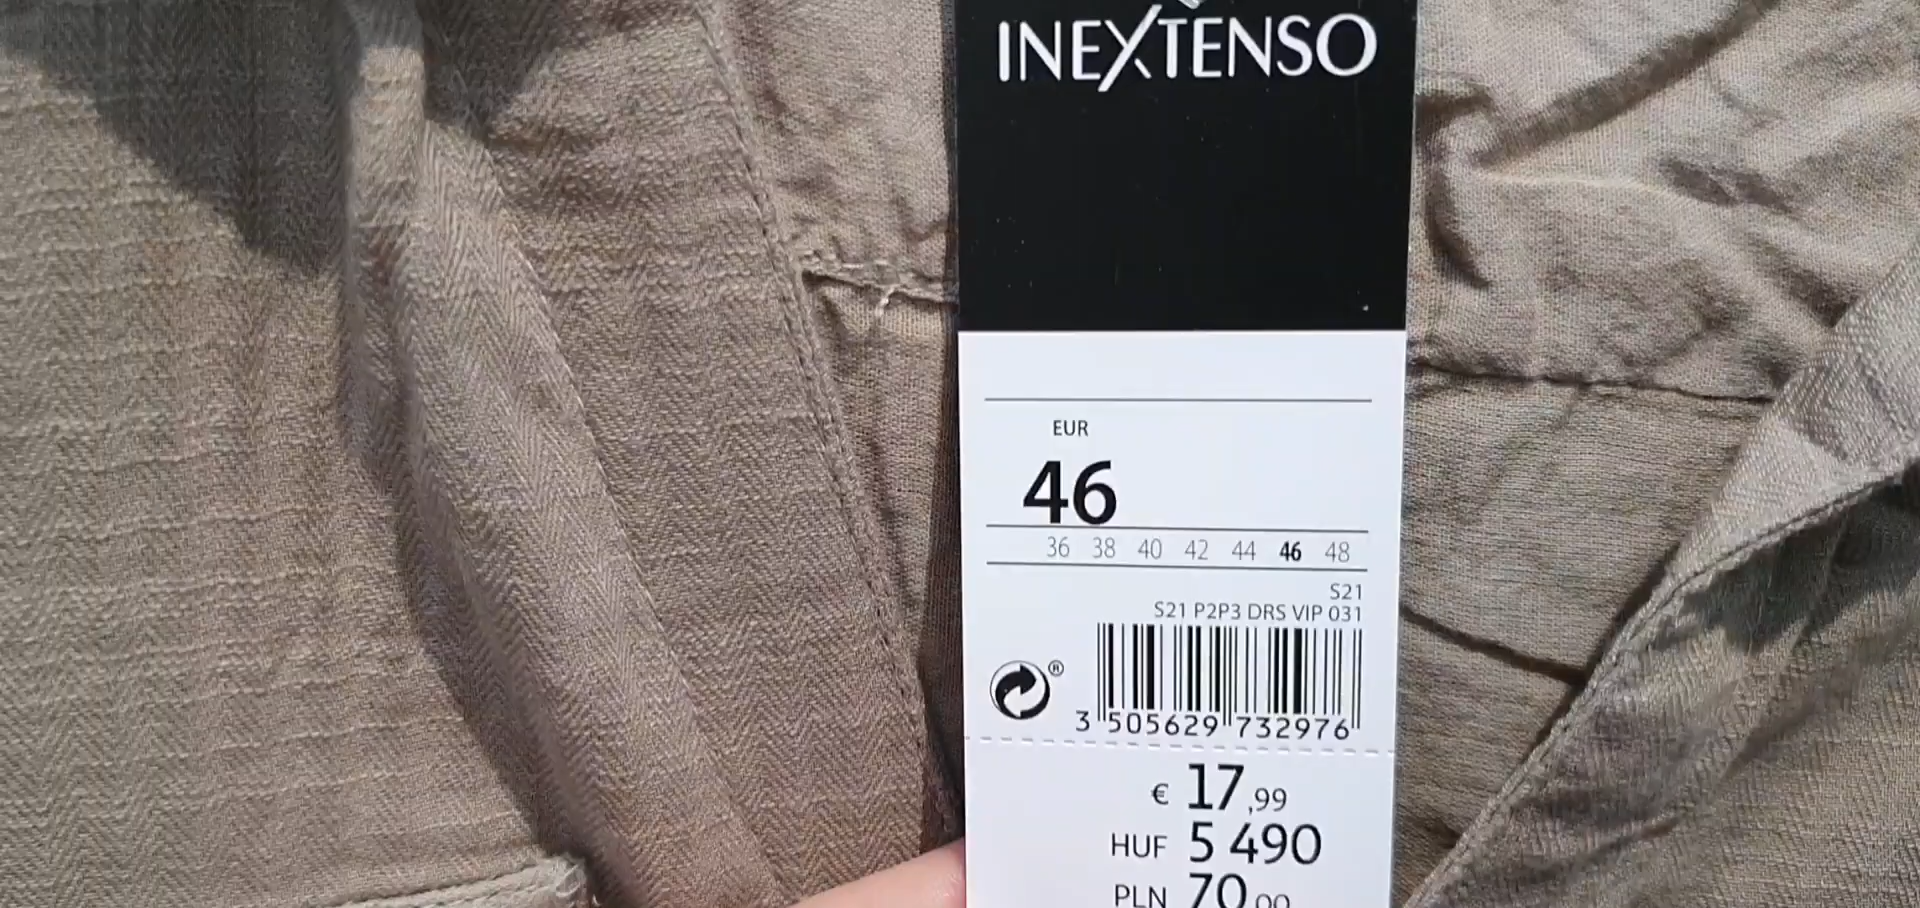 INEXTENSO
EUR
46
36 38 40 42 44 46 48
S21
S21 P2P3 DRS VIP 031
®
3 505629 732976
€ 17,99
HUF 5 490
PLN 70,00